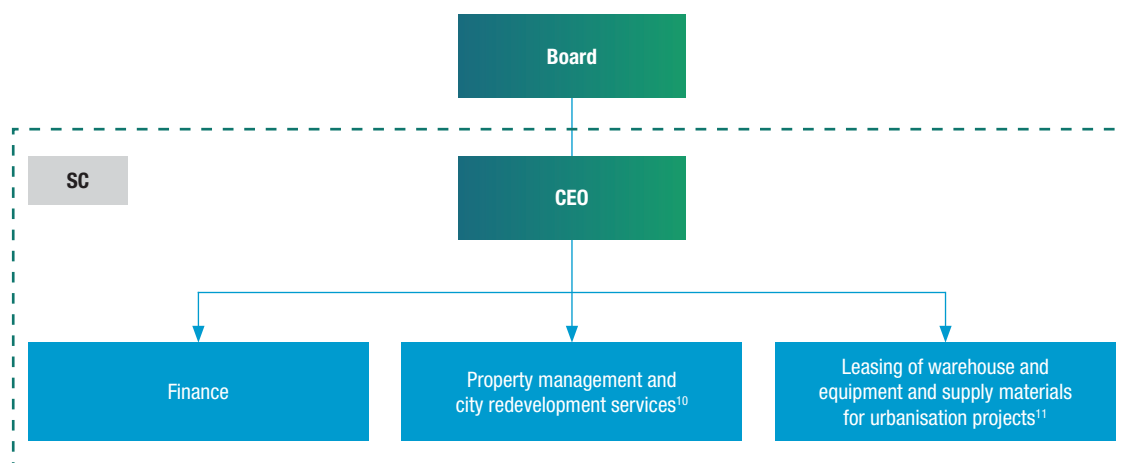 Board
SC
CEO
Finance
Property management and
city redevelopment services10
Leasing of warehouse and
equipment and supply materials
for urbanisation projects11